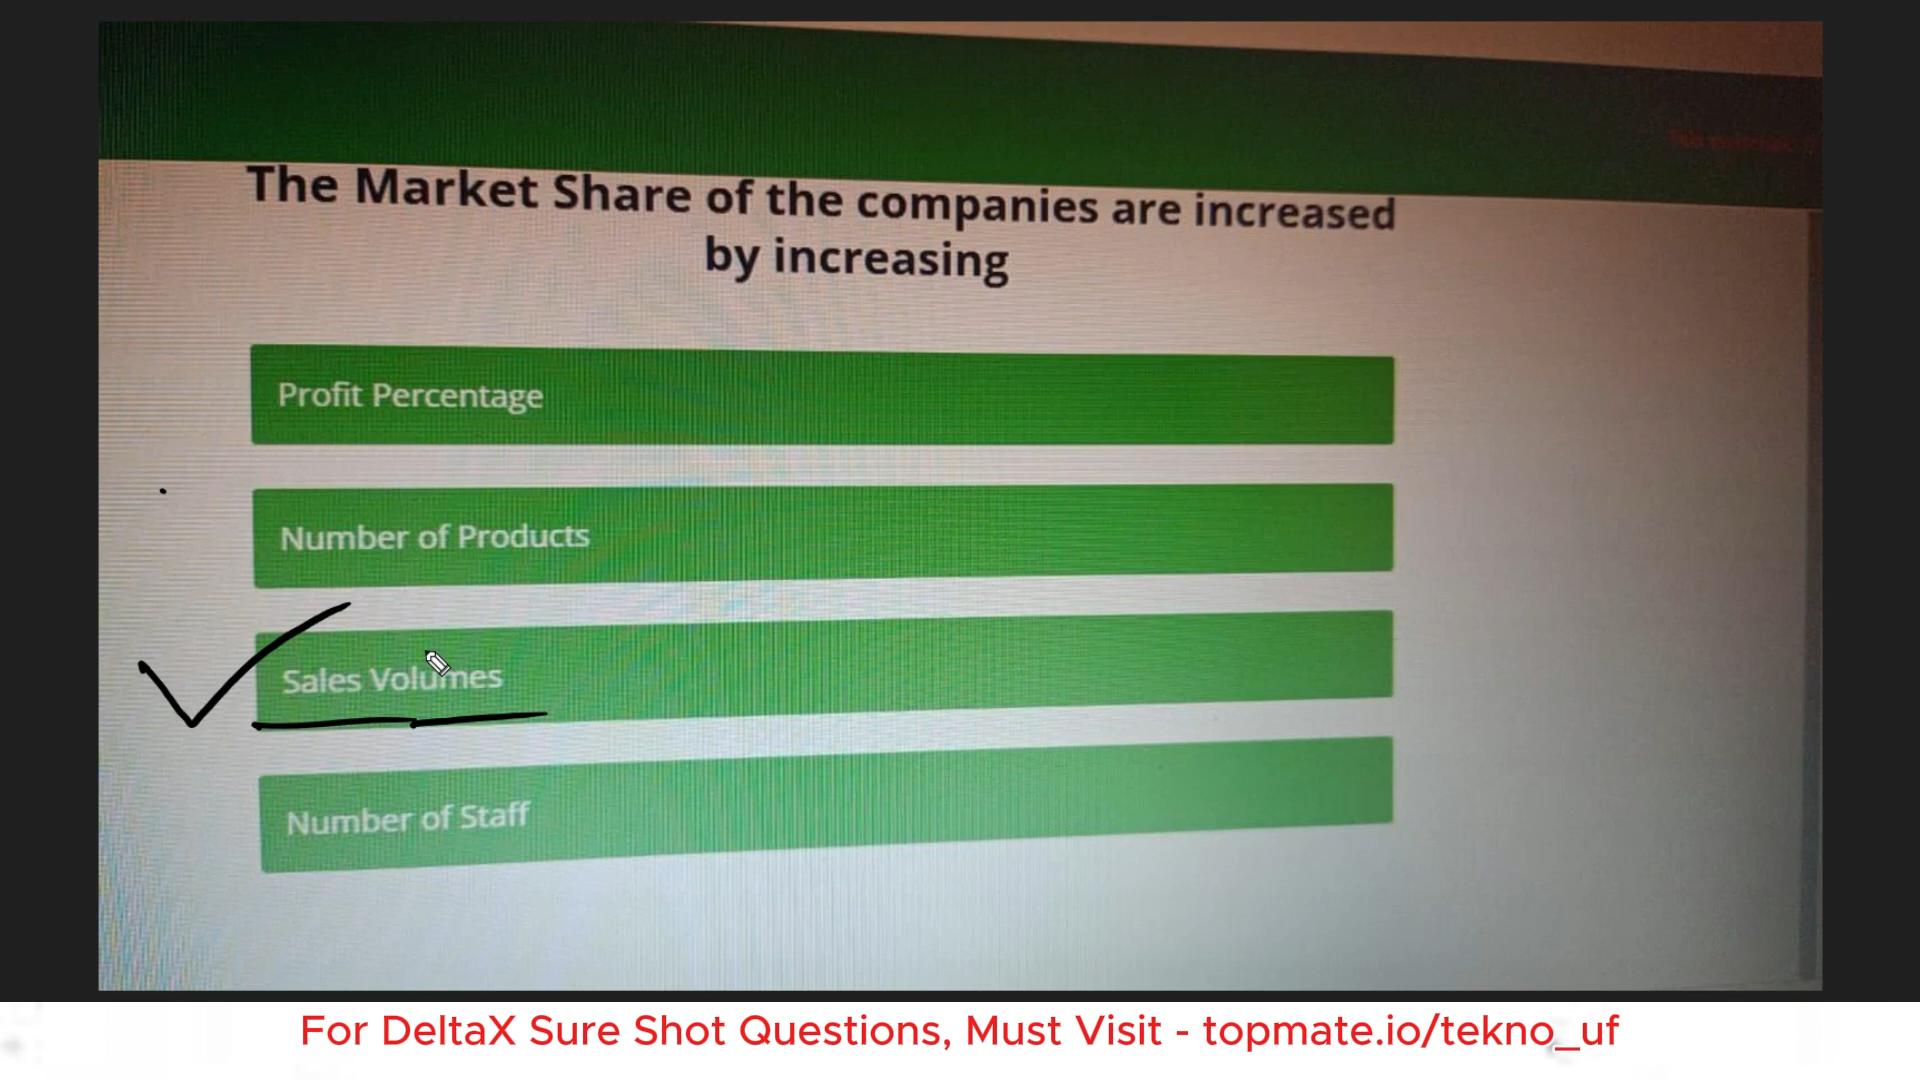 The Market Share of the companies are increased
by increasing
Profit Percentage
Number of Products
Sales Volumes
Number of Staff
For DeltaX Sure Shot Questions, Must Visit - topmate.io/tekno_uf